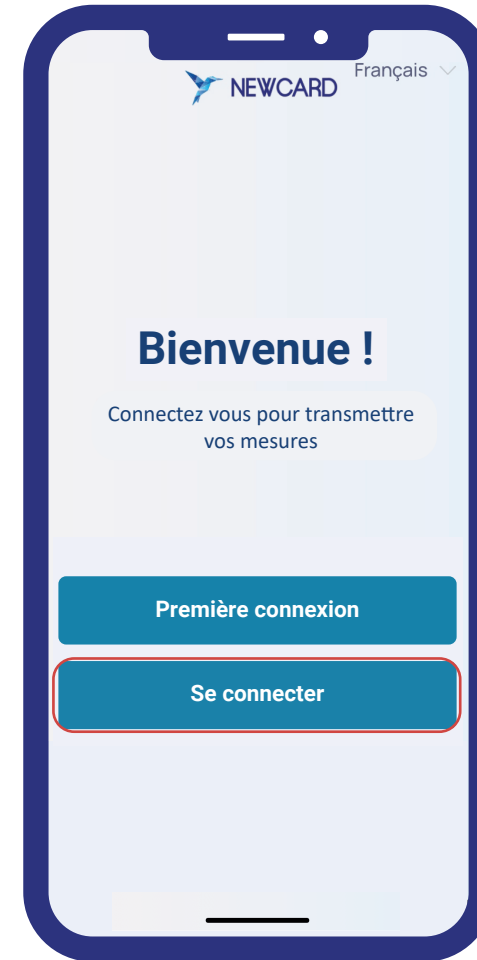 Français
NEWCARD
Bienvenue !
Connectez vous pour transmettre
vos mesures
Première connexion
Se connecter